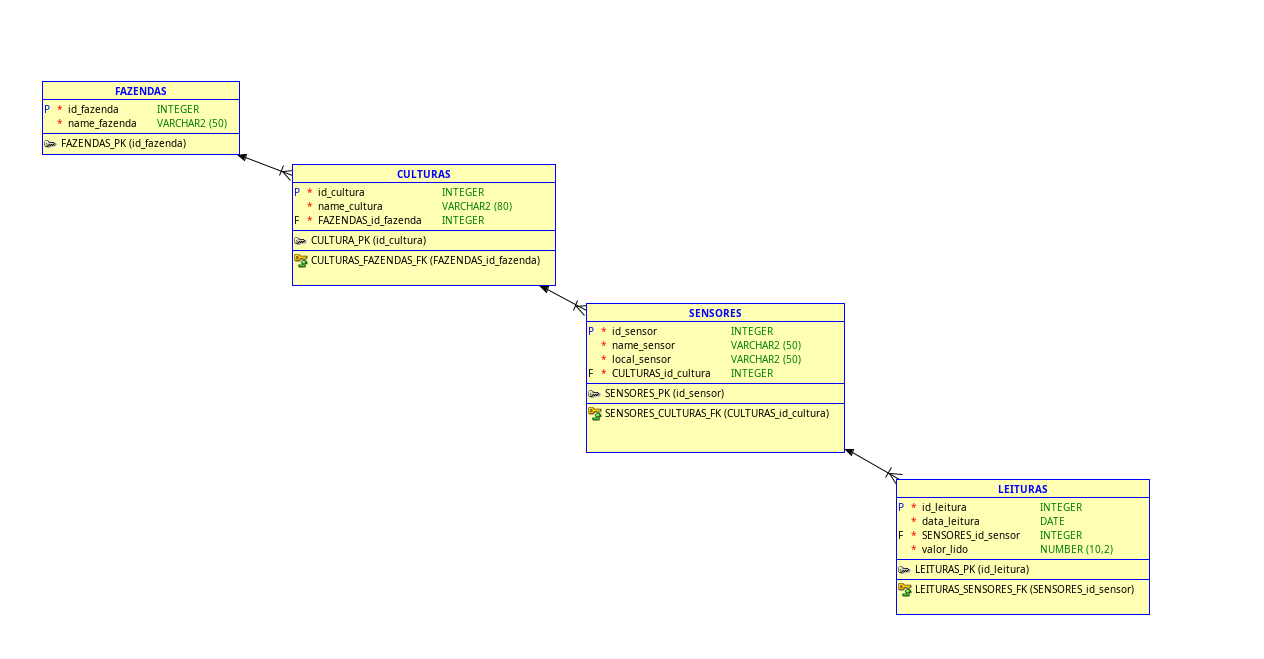 FAZENDAS
P * id_fazenda INTEGER
* name_fazenda VARCHAR2 (50)
FAZENDAS_PK (id_fazenda)
CULTURAS
P * id_cultura INTEGER
* name_cultura VARCHAR2 (80)
F * FAZENDAS_id_fazenda INTEGER
CULTURA_PK (id_cultura)
CULTURAS_FAZENDAS_FK (FAZENDAS_id_fazenda)
SENSORES
P * id_sensor INTEGER
* name_sensor VARCHAR2 (50)
* local_sensor VARCHAR2 (50)
F * CULTURAS_id_cultura INTEGER
SENSORES_PK (id_sensor)
SENSORES_CULTURAS_FK (CULTURAS_id_cultura)
LEITURAS
P * id_leitura INTEGER
* data_leitura DATE
F * SENSORES_id_sensor INTEGER
* valor_lido NUMBER (10,2)
LEITURAS_PK (id_leitura)
LEITURAS_SENSORES_FK (SENSORES_id_sensor)